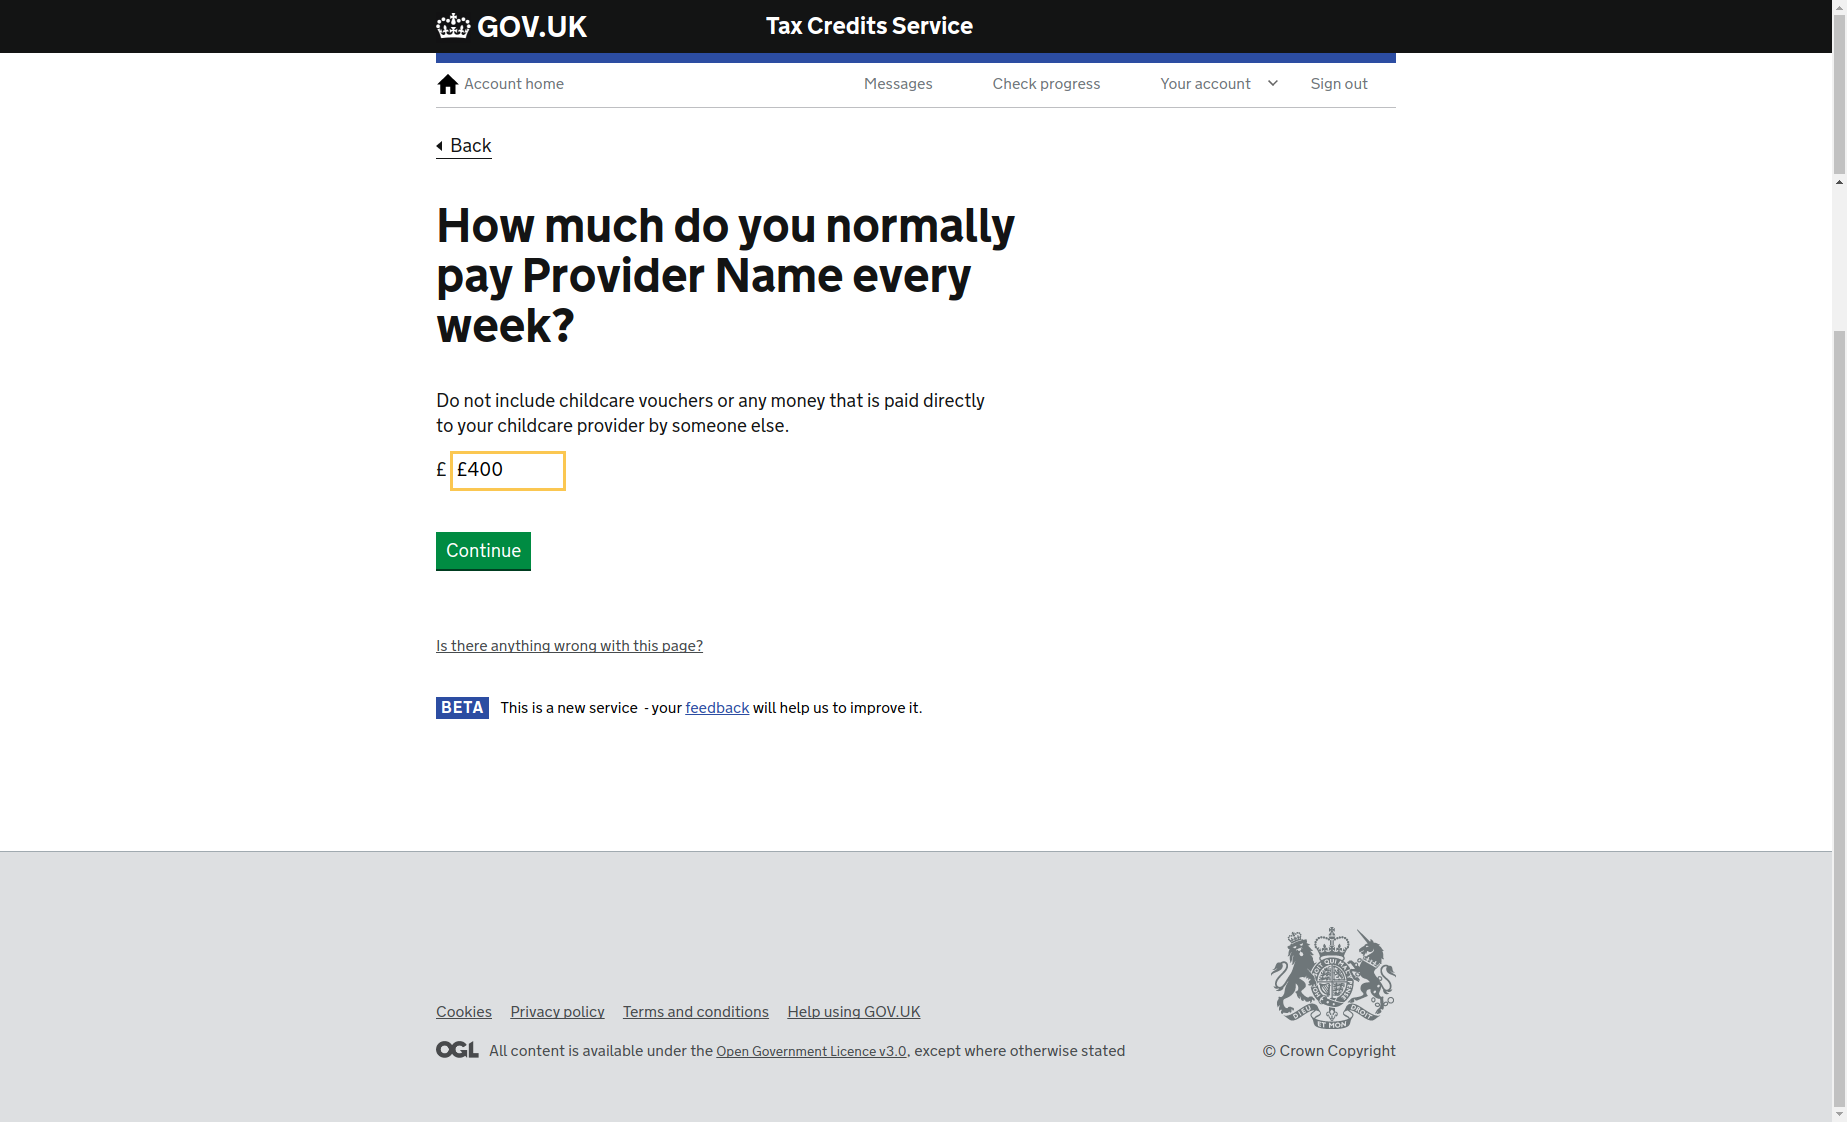 GOV.UK
Tax Credits Service
Account home
Messages
Check progress
Your account
Sign out
Back
How much do you normally
pay Provider Name every
week?
Do not include childcare vouchers or any money that is paid directly
to your childcare provider by someone else.
£ £400
Continue
Is there anything wrong with this page?
BETA This is a new service - your feedback will help us to improve it.
Cookies Privacy policy Terms and conditions Help using GOV.UK
OGL All content is available under the Open Government Licence v3.0, except where otherwise stated
DIEU ET MON DROIT
© Crown Copyright